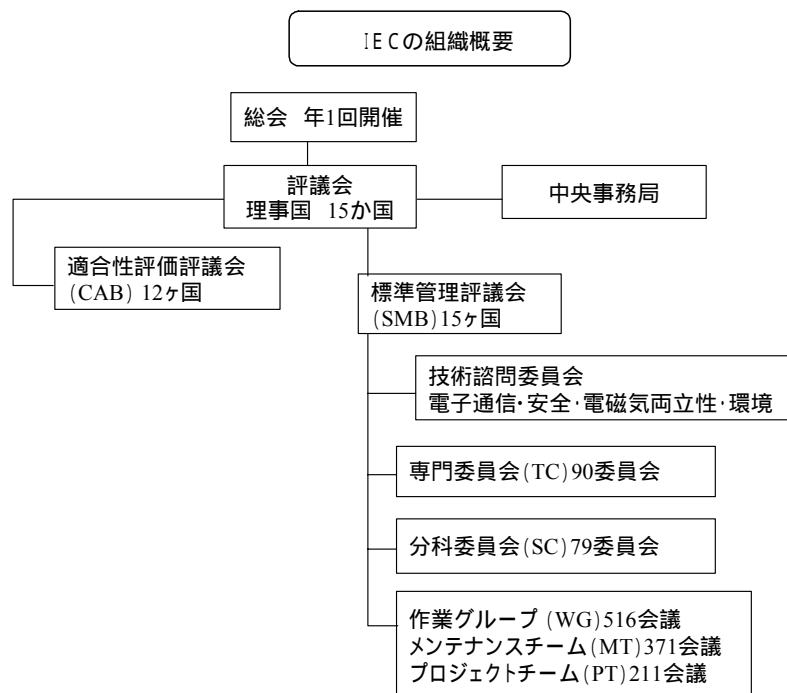 IECの組織概要
総会 年1回開催
評議会
理事国 15か国
中央事務局
適合性評価評議会
(CAB) 12ヶ国
標準管理評議会
(SMB)15ヶ国
技術諮問委員会
電子通信・安全・電磁気両立性・環境
専門委員会(TC)90委員会
分科委員会(SC)79委員会
作業グループ (WG)516会議
メンテナンスチーム(MT)371会議
プロジェクトチーム(PT)211会議